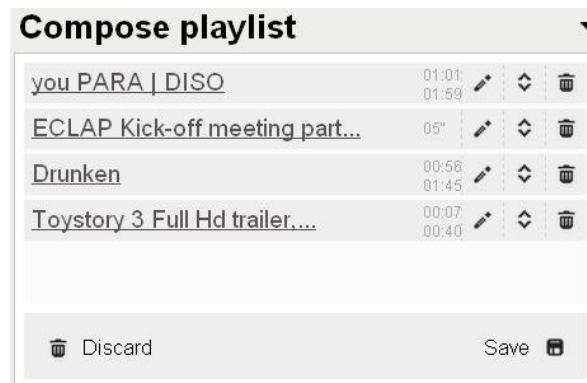 Compose playlist
you PARA | DISO
01:01
01:59
ECLAP Kick-off meeting part...
05"
Drunken
00:56
01:45
Toystory 3 Full Hd trailer,...
00:07
00:40
Discard
Save